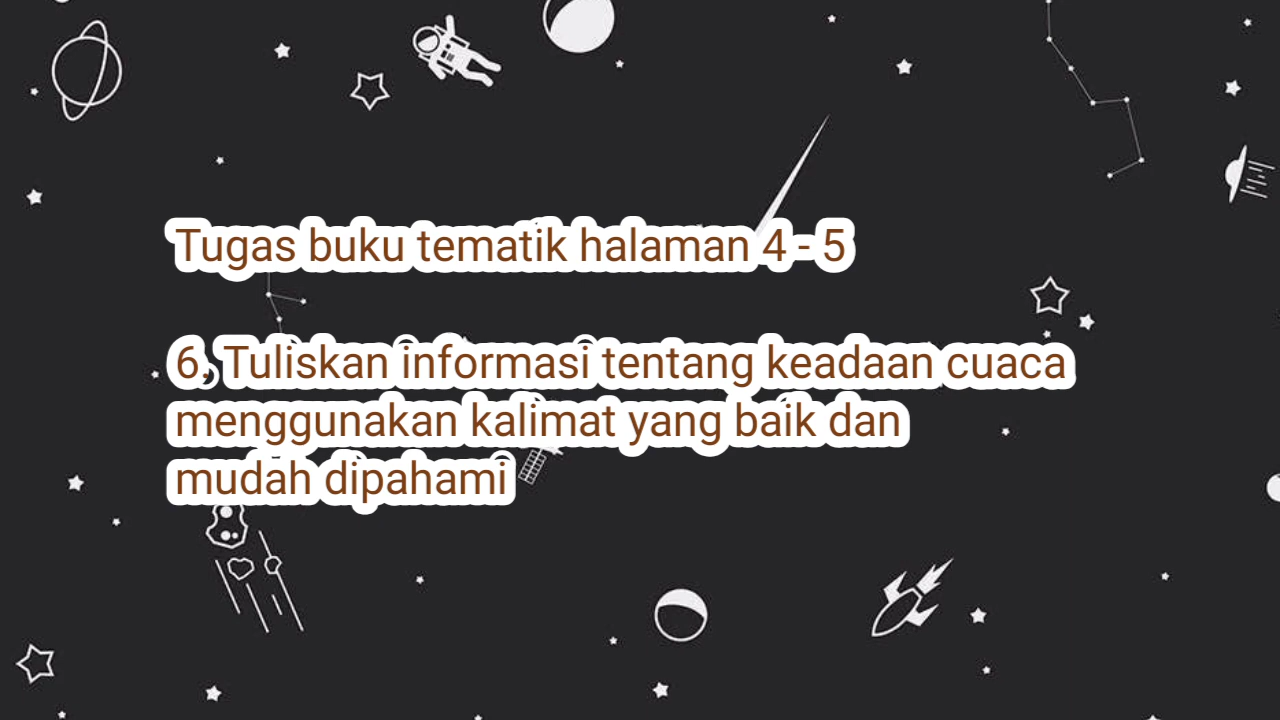 Tugas buku tematik halaman 4 - 5
6, Tuliskan informasi tentang keadaan cuaca
menggunakan kalimat yang baik dan
mudah dipahami